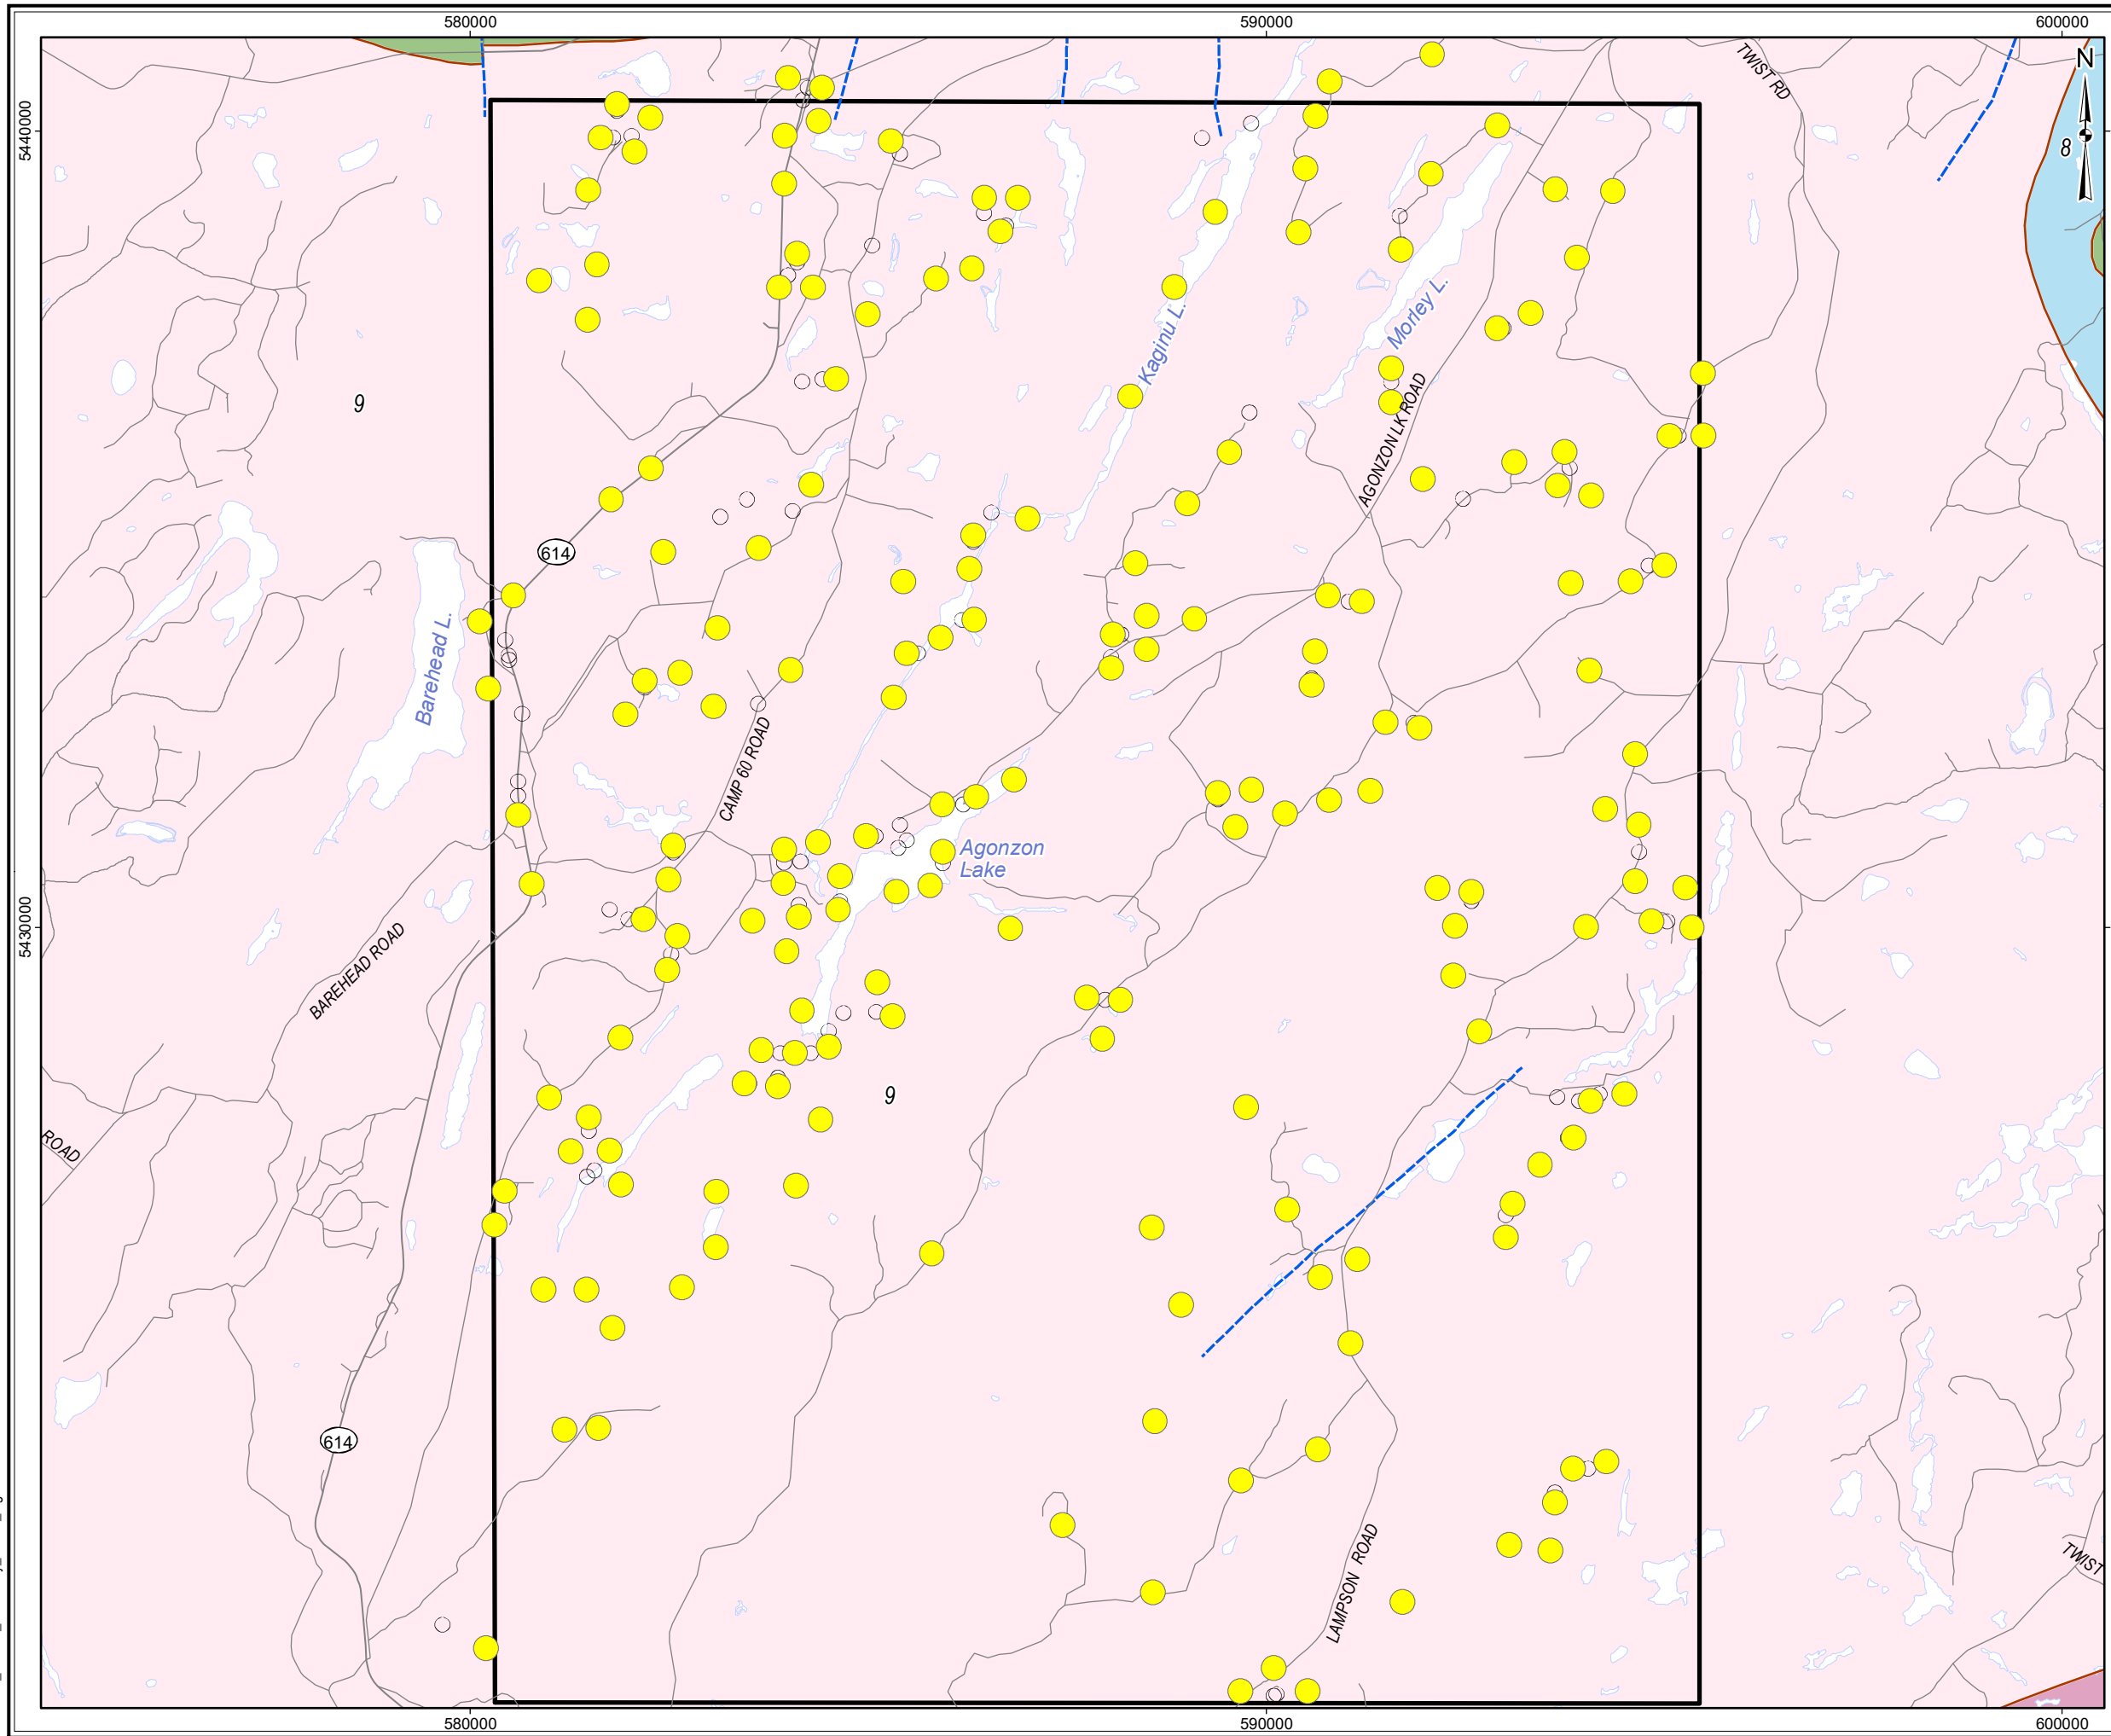 580000
590000
600000
TWIST RD
N
5440000
8
Morley L.
Kaginu L.
9
AGONZON LK ROAD
614
Barehead L.
CAMP 60 ROAD
Agonzon
Lake
5430000
BAREHEAD ROAD
9
ROAD
614
LAMPSON ROAD
TWIST
580000
590000
600000